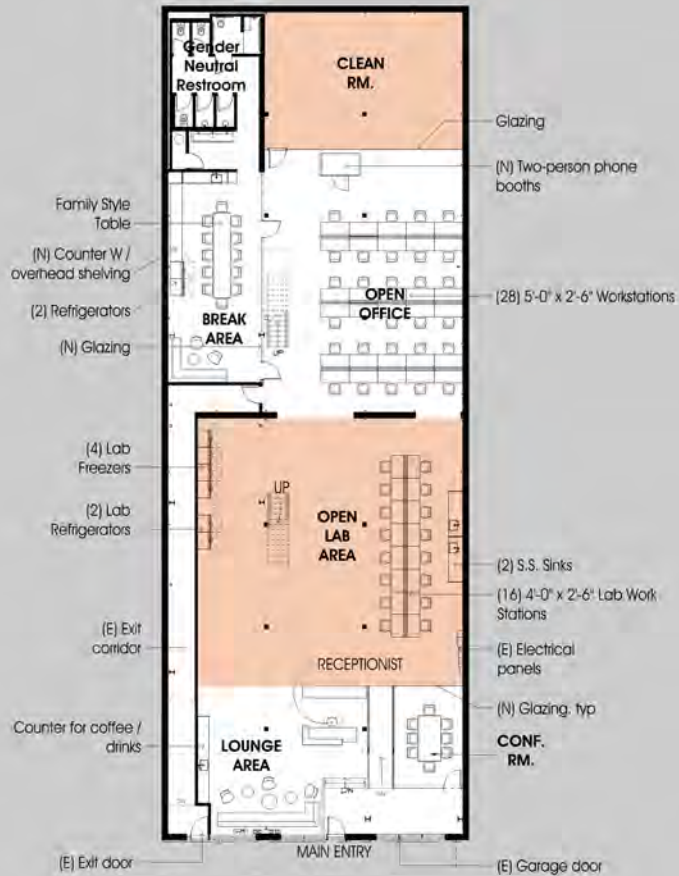 Gender
Neutral
Restroom
CLEAN
RM.
Glazing
(N) Two-person phone
booths
Family Style
Table
(N) Counter W /
overhead shelving
(28) 5'-0" x 2'-6" Workstations
OPEN
OFFICE
(2) Refrigerators
BREAK
AREA
(N) Glazing
(4) Lab
Freezers
UP
(2) Lab
Refrigerators
OPEN
LAB
AREA
(2) S.S. Sinks
(16) 4'-0" x 2'-6" Lab Work
Stations
(E) Exit
corridor
(E) Electrical
panels
RECEPTIONIST
(N) Glazing. typ
Counter for coffee /
drinks
LOUNGE
AREA
CONF.
RM.
MAIN ENTRY
(E) Exit door
(E) Garage door